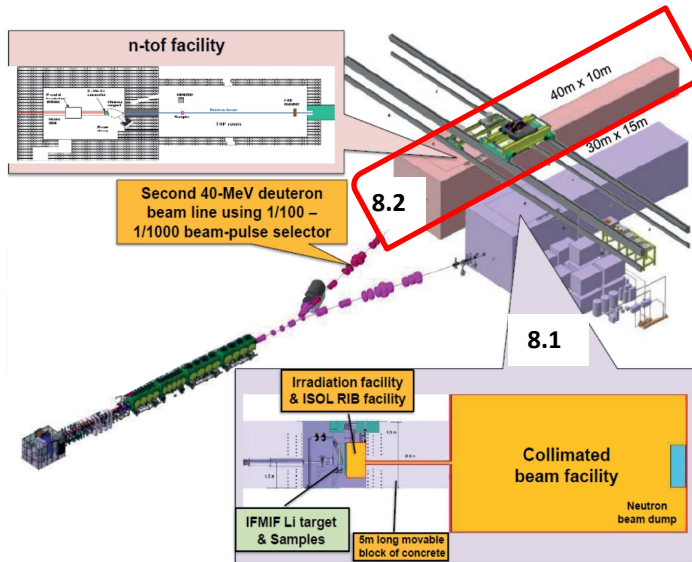 n-tof facility
TOF room
40m x 10m
30m x 15m
8.2
Second 40-MeV deuteron
beam line using 1/100 –
1/1000 beam-pulse selector
8.1
Irradiation facility
& ISOL RIB facility
Collimated
beam facility
Neutron
beam dump
IFMIF Li target
& Samples
5m long movable
block of concrete